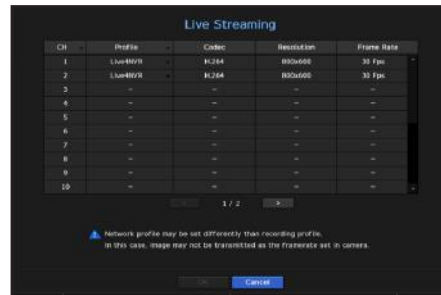 Live Streaming
CH Profile Codec Resolution Frame Rate
1 Live4NVR H.264 800x600 30 Fps
2 Live4NVR H.264 800x600 30 Fps
3 – – – –
4 – – – –
5 – – – –
6 – – – –
7 – – – –
8 – – – –
9 – – – –
10 – – – –
< 1 / 2 >
Network profile may be set differently than recording profile.
In this case, image may not be transmitted as the framerate set in camera.
OK Cancel